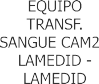 EQUIPO
TRANSF.
SANGUE CAM2
LAMEDID -
LAMEDID